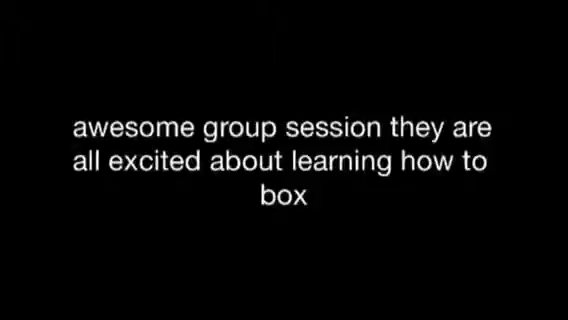 awesome group session they are
all excited about learning how to
box